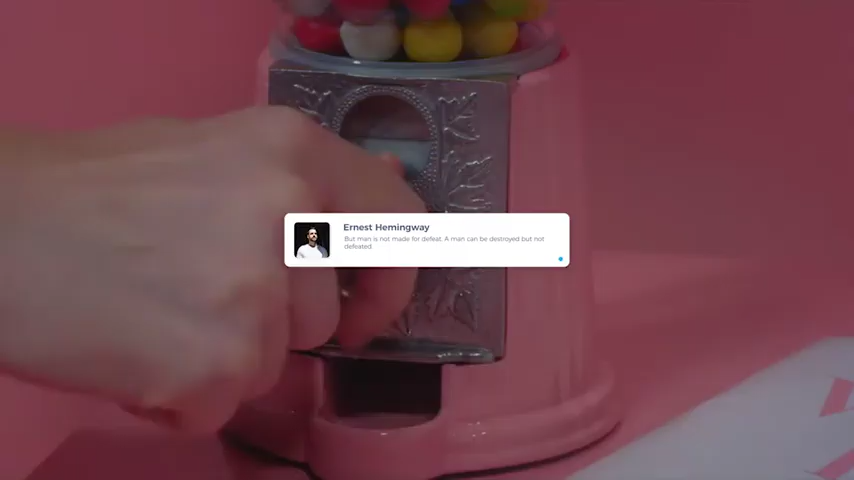 Ernest Hemingway
But man is not made for defeat. A man can be destroyed but not
defeated.